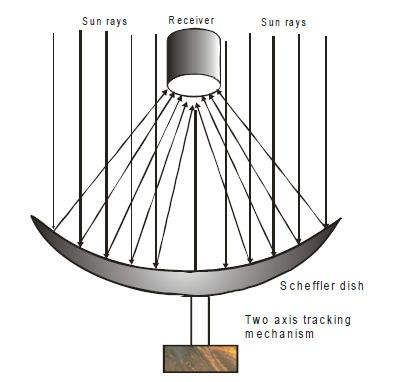 Sun rays
Receiver
Sun rays
Scheffler dish
Two axis tracking
mechanism